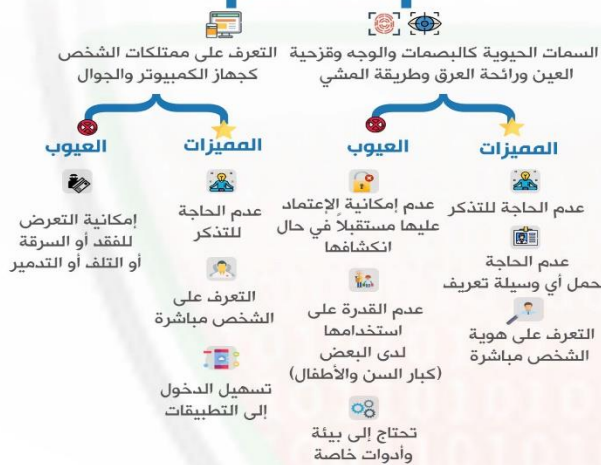 السمات الحيوية كالبصمات والوجه وقزحية
العين ورائحة العرق وطريقة المشي
المميزات
عدم الحاجة للتذكر
عدم الحاجة
لحمل أي وسيلة تعريف
التعرف على هوية
الشخص مباشرة
العيوب
عدم إمكانية الإعتماد
عليها مستقبلاً في حال
انكشافها
عدم القدرة على
استخدامها
لدى البعض
(كبار السن والأطفال)
تحتاج إلى بيئة
وأدوات خاصة
التعرف على ممتلكات الشخص
كجهاز الكمبيوتر والجوال
المميزات
عدم الحاجة
للتذكر
التعرف على
الشخص مباشرة
تسهيل الدخول
إلى التطبيقات
العيوب
إمكانية التعرض
للفقد أو السرقة
أو التلف أو التدمير